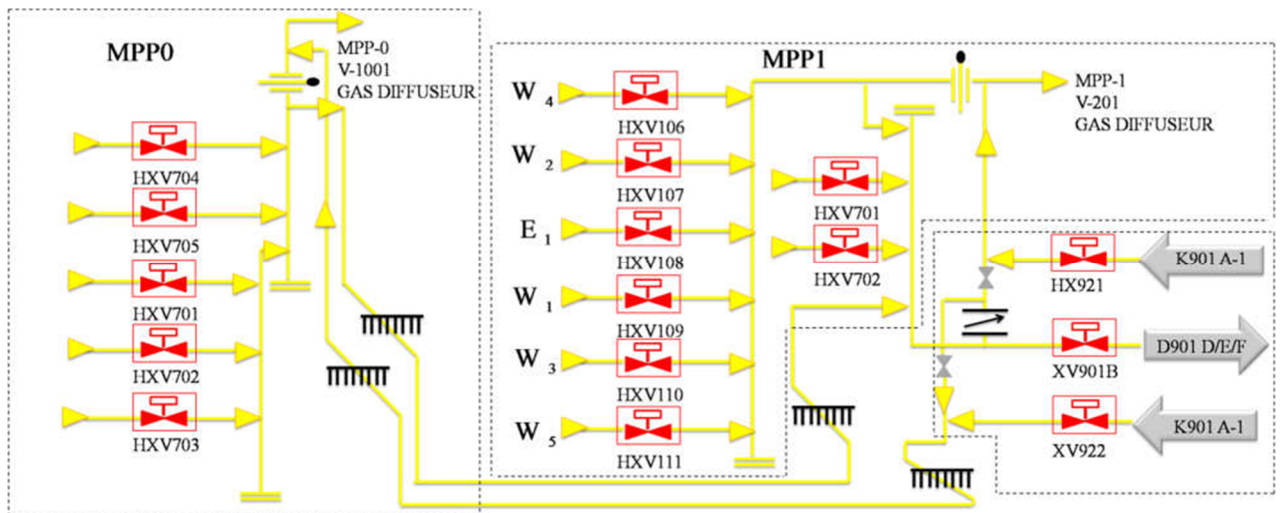 MPP0
MPP-0
V-1001
GAS DIFFUSEUR
HXV704
HXV705
HXV701
HXV702
HXV703
MPP1
W 4
HXV106
W 2
HXV107
E 1
HXV108
W 1
HXV109
W 3
HXV110
W 5
HXV111
HXV701
HXV702
MPP-1
V-201
GAS DIFFUSEUR
K901 A-1
HX921
D901 D/E/F
XV901B
K901 A-1
XV922